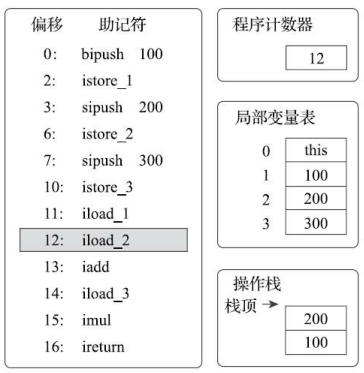 偏移 助记符
0: bipush 100
2: istore_1
3: sipush 200
6: istore_2
7: sipush 300
10: istore_3
11: iload_1
12: iload_2
13: iadd
14: iload_3
15: imul
16: ireturn
程序计数器
12
局部变量表
0 this
1 100
2 200
3 300
操作栈
栈顶
200
100